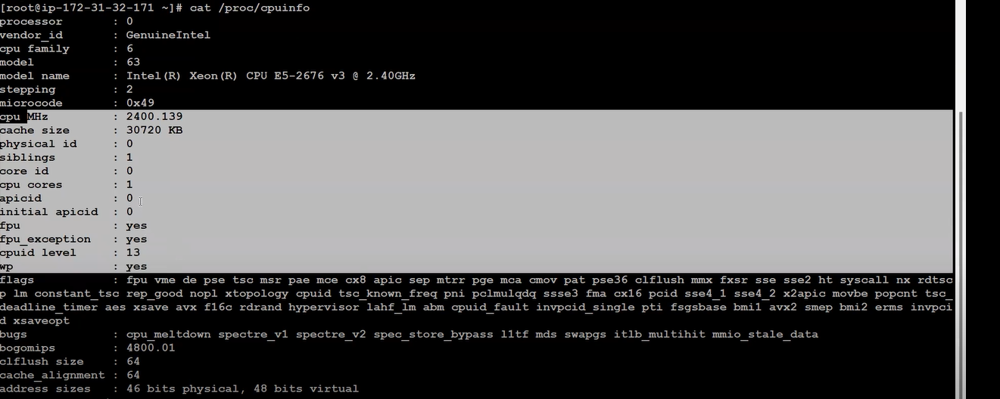 [root@ip-172-31-32-171 ~]# cat /proc/cpuinfo
processor : 0
vendor_id : GenuineIntel
cpu family : 6
model : 63
model name : Intel(R) Xeon(R) CPU E5-2676 v3 @ 2.40GHz
stepping : 2
microcode : 0x49
cpu MHz : 2400.139
cache size : 30720 KB
physical id : 0
siblings : 1
core id : 0
cpu cores : 1
apicid : 0
initial apicid : 0
fpu : yes
fpu_exception : yes
cpuid level : 13
wp : yes
flags : fpu vme de pse tsc msr pae mce cx8 apic sep mtrr pge mca cmov pat pse36 clflush mmx fxsr sse sse2 ht syscall nx rdtsc
p lm constant_tsc rep_good nopl xtopology cpuid tsc_known_freq pni pclmulqdq ssse3 fma cx16 pcid sse4_1 sse4_2 x2apic movbe popcnt tsc_
deadline_timer aes xsave avx f16c rdrand hypervisor lahf_lm abm cpuid_fault invpcid_single pti fsgsbase bmi1 avx2 smep bmi2 erms invpci
d xsaveopt
bugs : cpu_meltdown spectre_v1 spectre_v2 spec_store_bypass l1tf mds swapgs itlb_multihit mmio_stale_data
bogomips : 4800.01
clflush size : 64
cache_alignment : 64
address sizes : 46 bits physical, 48 bits virtual